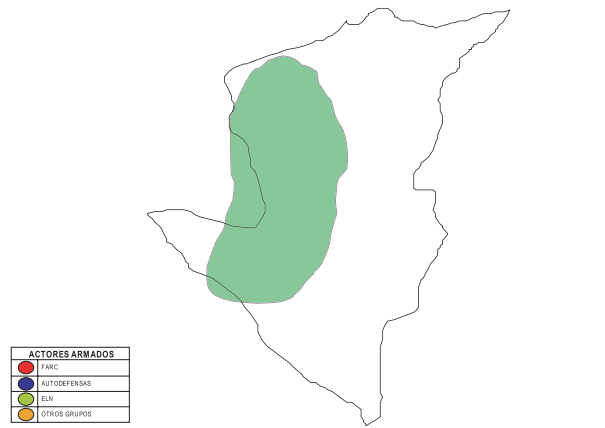 ACTORES ARMADOS
FARC
AUTODEFENSAS
ELN
OTROS GRUPOS